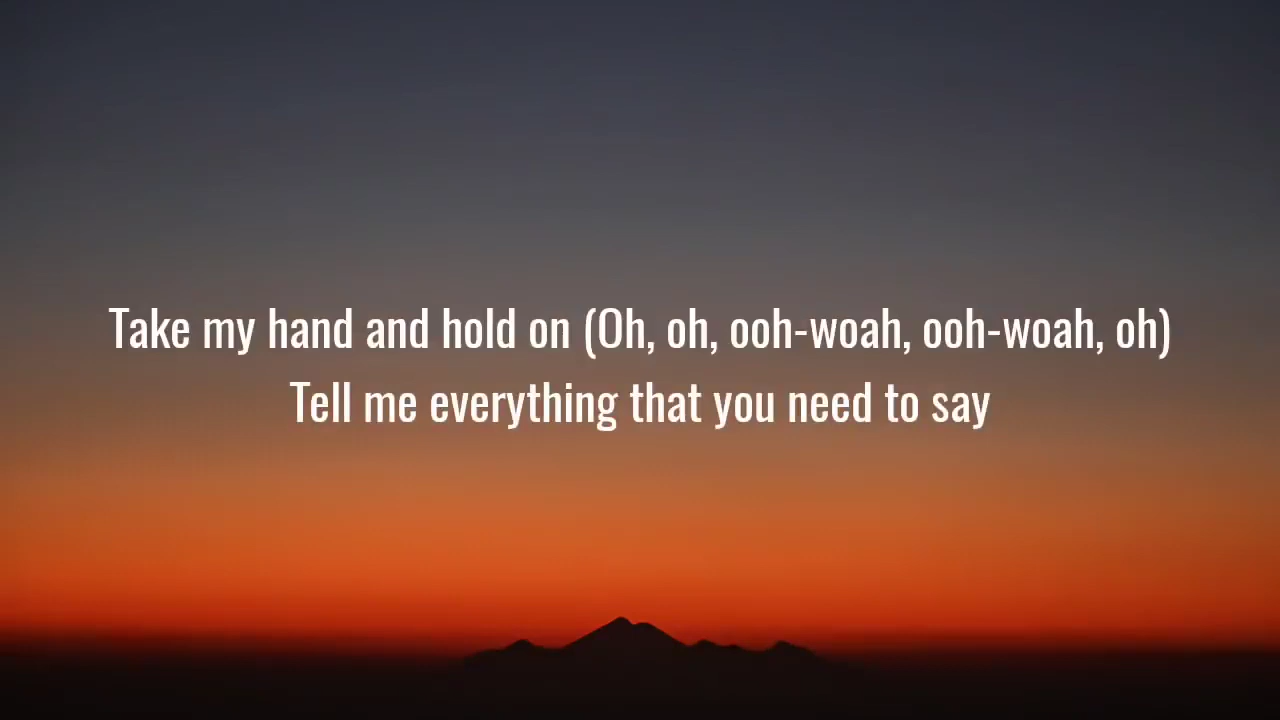 Take my hand and hold on (Oh, oh, ooh-woah, ooh-woah, oh)
Tell me everything that you need to say